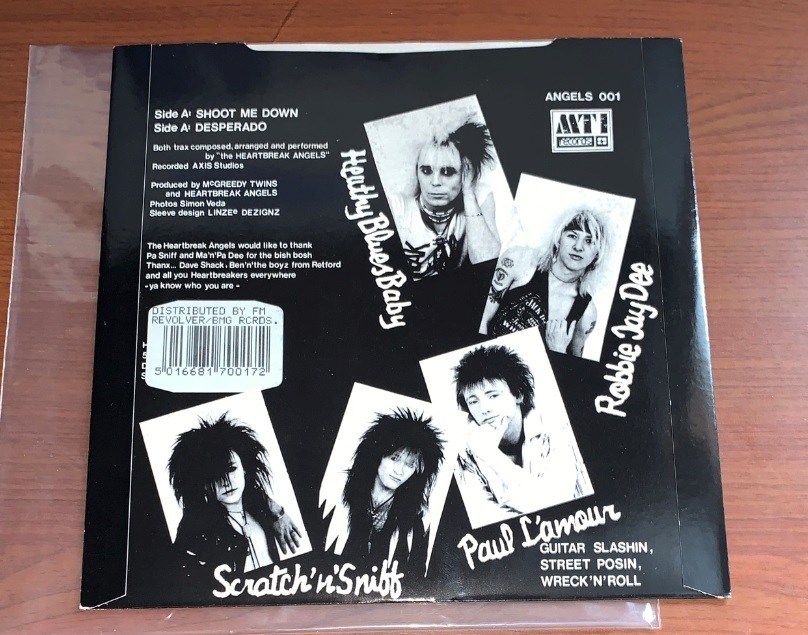 Side A: SHOOT ME DOWN
Side A: DESPERADO
Both trax composed, arranged and performed
by "the HEARTBREAK ANGELS"
Recorded AXIS Studios
Produced by McGREEDY TWINS
and HEARTBREAK ANGELS
Photos Simon Veda
Sleeve design LINZEe DEZIGNZ
The Heartbreak Angels would like to thank
Pa Sniff and Ma'n'Pa Dee for the bish bosh
Thanx... Dave Shack. Ben'n'the boyz from Retford
and all you Heartbreakers everywhere
- ya know who you are -
DISTRIBUTED BY FM
REVOLVER/BMG RCRDS.
5 016681 700172
ANGELS 001
records
Heathy Blues Baby
Robbie Jay Dee
Scratch'n'Sniff
Paul L'amour
GUITAR SLASHIN,
STREET POSIN,
WRECK'N'ROLL